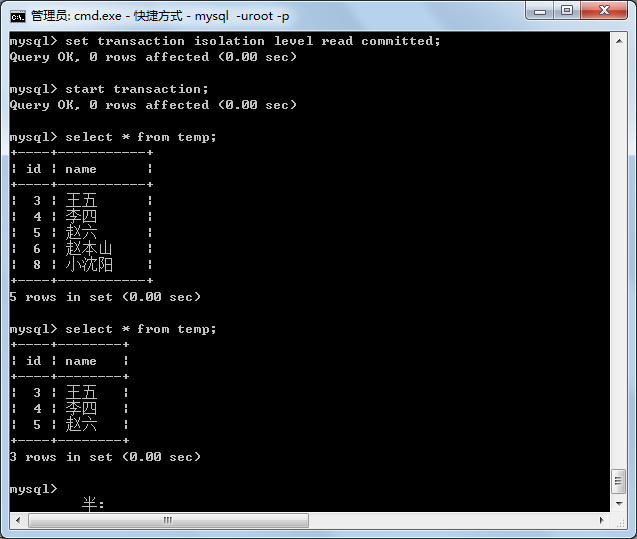 管理员: cmd.exe - 快捷方式 - mysql  -uroot -p
mysql> set transaction isolation level read committed;
Query OK, 0 rows affected (0.00 sec)
mysql> start transaction;
Query OK, 0 rows affected (0.00 sec)
mysql> select * from temp;
+----+-----------+
¦ id ¦ name      ¦
+----+-----------+
¦  3 ¦ 王五      ¦
¦  4 ¦ 李四      ¦
¦  5 ¦ 赵六      ¦
¦  6 ¦ 赵本山    ¦
¦  8 ¦ 小沈阳    ¦
+----+-----------+
5 rows in set (0.00 sec)
mysql> select * from temp;
+----+--------+
¦ id ¦ name   ¦
+----+--------+
¦  3 ¦ 王五   ¦
¦  4 ¦ 李四   ¦
¦  5 ¦ 赵六   ¦
+----+--------+
3 rows in set (0.00 sec)
mysql>
半: